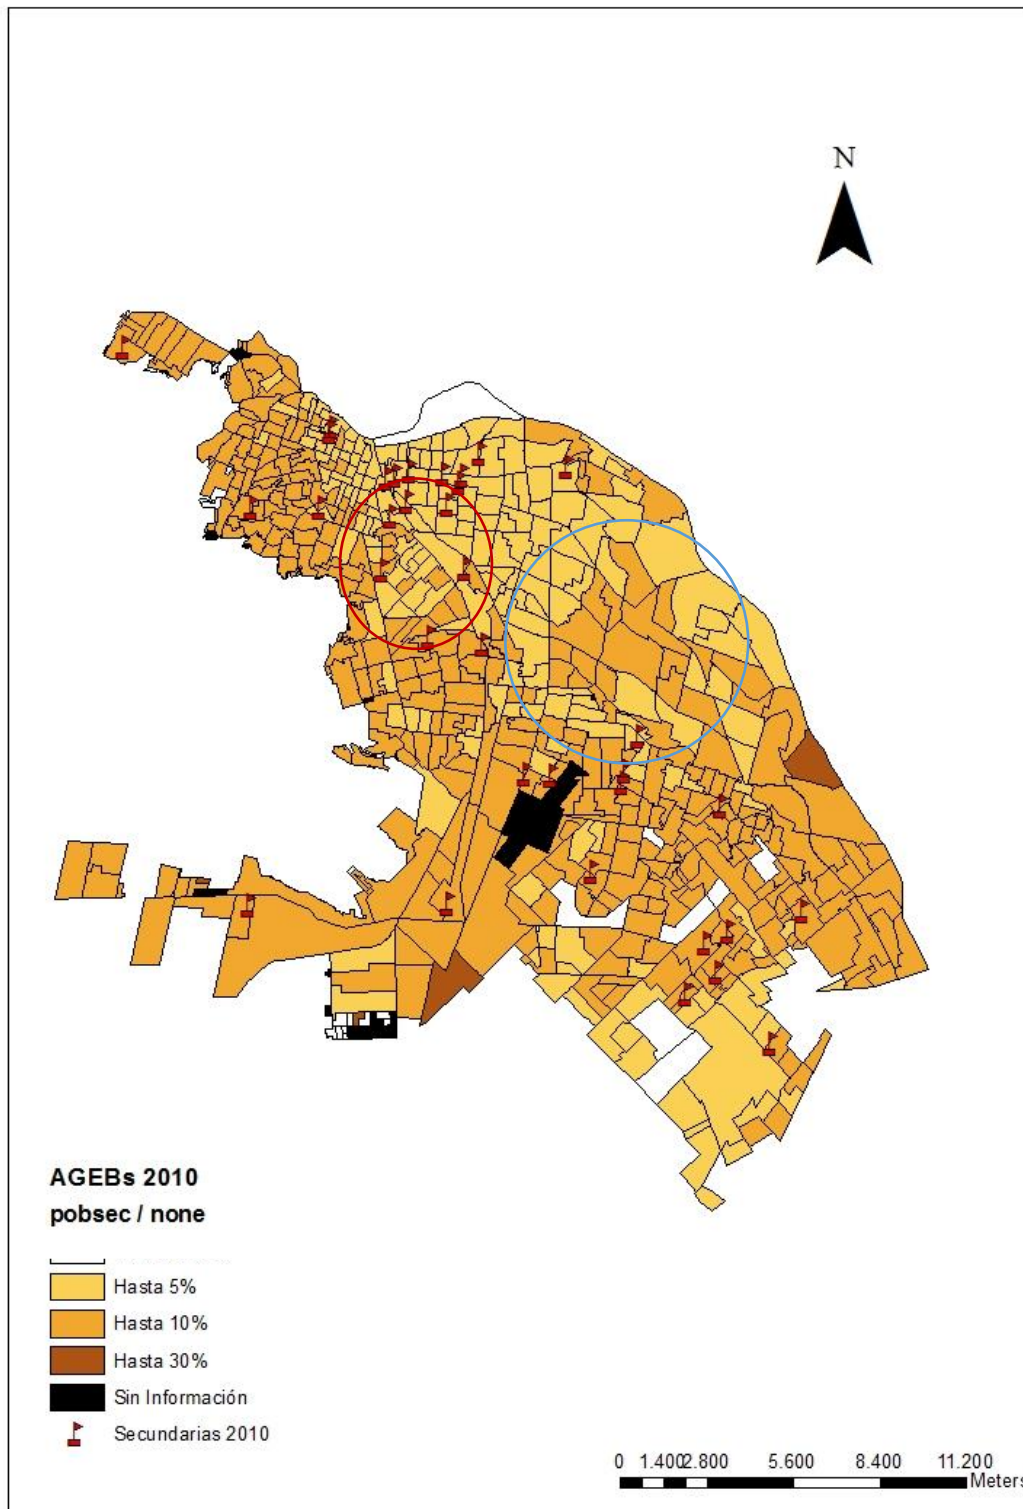 N
AGEBs 2010
pobsec / none
Hasta 5%
Hasta 10%
Hasta 30%
Sin Información
Secundarias 2010
0 1.400 2.800 5.600 8.400 11.200
Meters